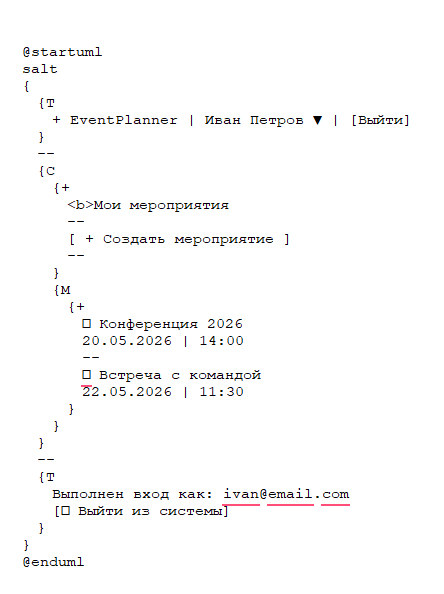 @startuml
salt
{
{T
+ EventPlanner | Иван Петров ▼ | [Выйти]
}
--
{C
{+
<b>Мои мероприятия
--
[ + Создать мероприятие ]
--
}
{M
{+
□ Конференция 2026
20.05.2026 | 14:00
--
□ Встреча с командой
22.05.2026 | 11:30
}
}
}
--
{T
Выполнен вход как: ivan@email.com
[□ Выйти из системы]
}
}
@enduml